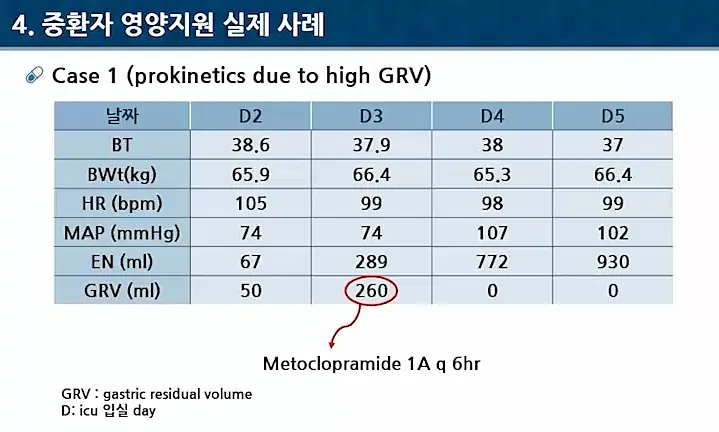 4. 중환자 영양지원 실제 사례
Case 1 (prokinetics due to high GRV)
날짜 D2 D3 D4 D5
BT 38.6 37.9 38 37
BWt(kg) 65.9 66.4 65.3 66.4
HR (bpm) 105 99 98 99
MAP (mmHg) 74 74 107 102
EN (ml) 67 289 772 930
GRV (ml) 50 260 0 0
Metoclopramide 1A q 6hr
GRV : gastric residual volume
D: icu 입실 day